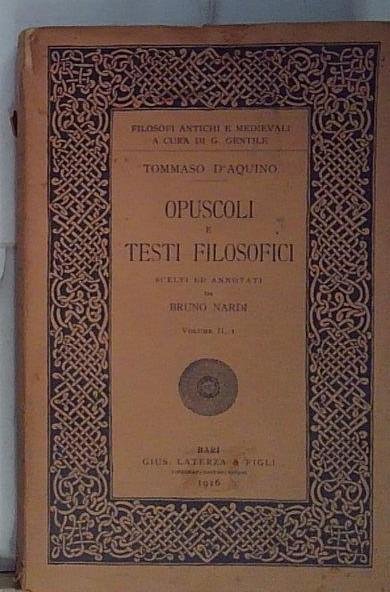 FILOSOFI ANTICHI E MEDIEVALI
A CURA DI G. GENTILE
TOMMASO D'AQUINO
OPUSCOLI
E
TESTI FILOSOFICI
SCELTI ED ANNOTATI
DA
BRUNO NARDI
VOLUME II, 1
BARI
GIUS. LATERZA & FIGLI
1916